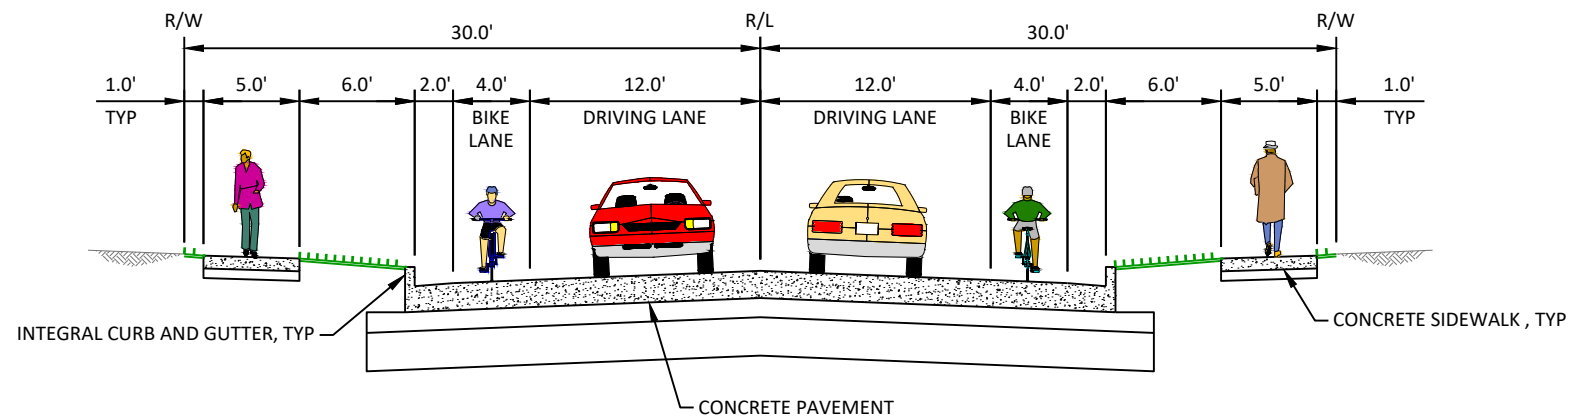 R/W R/L R/W
30.0' 30.0'
1.0' 5.0' 6.0' 2.0' 4.0' 12.0' 12.0' 4.0' 2.0' 6.0' 5.0' 1.0'
TYP BIKE DRIVING LANE DRIVING LANE BIKE TYP
LANE LANE
INTEGRAL CURB AND GUTTER, TYP
CONCRETE SIDEWALK , TYP
CONCRETE PAVEMENT